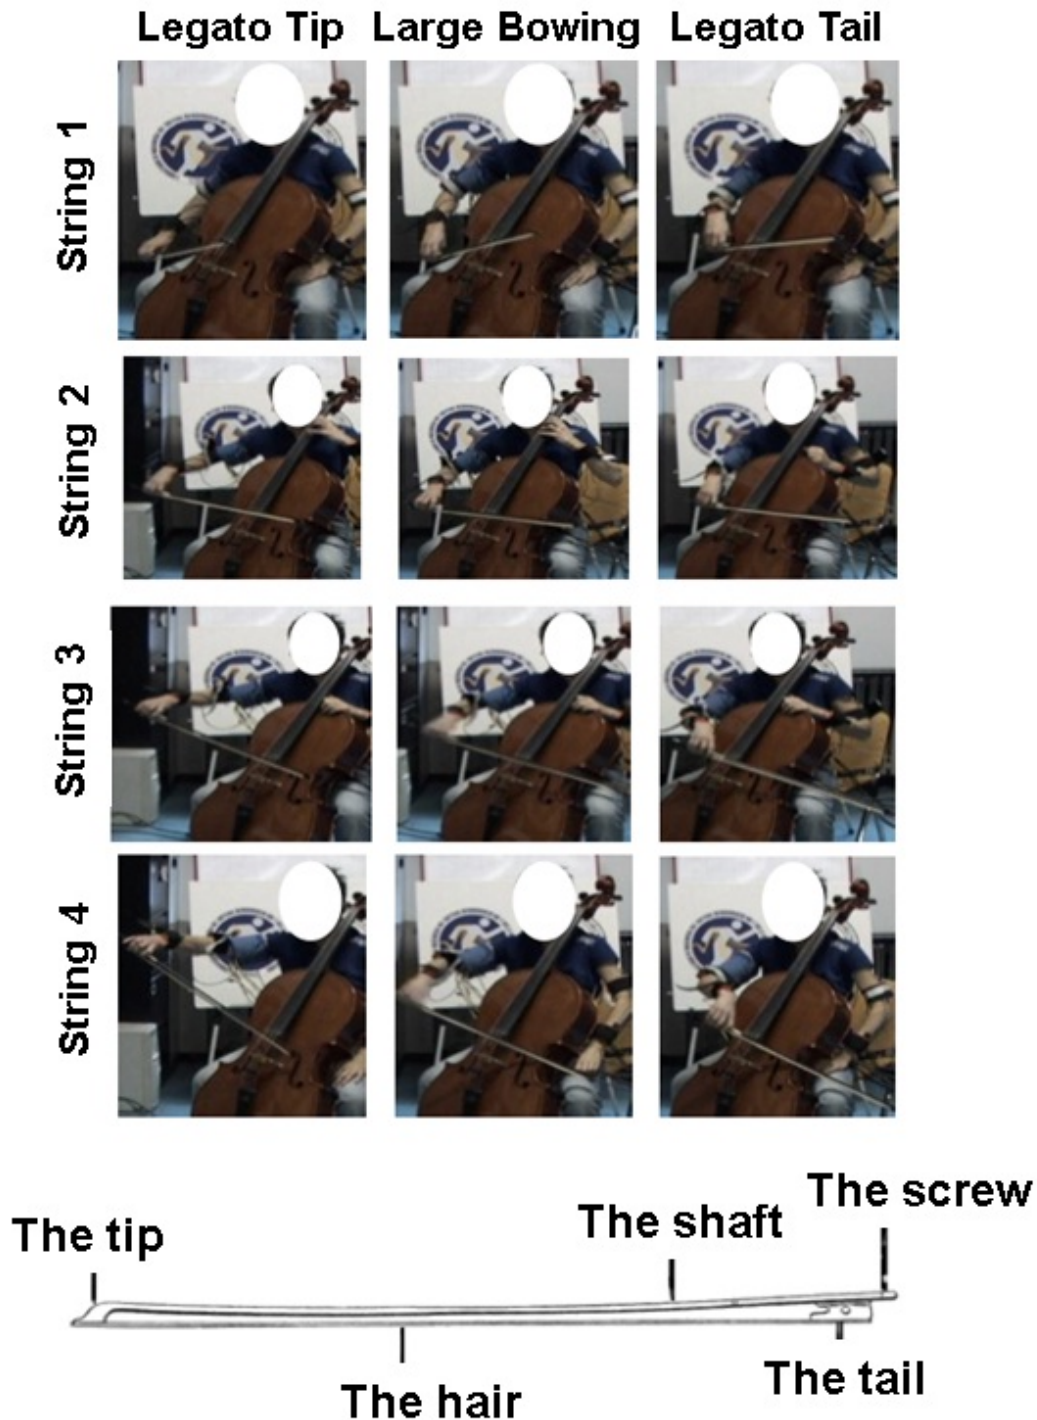 Legato Tip Large Bowing Legato Tail
String 1
String 2
String 3
String 4
The screw
The shaft
The tip
The tail
The hair